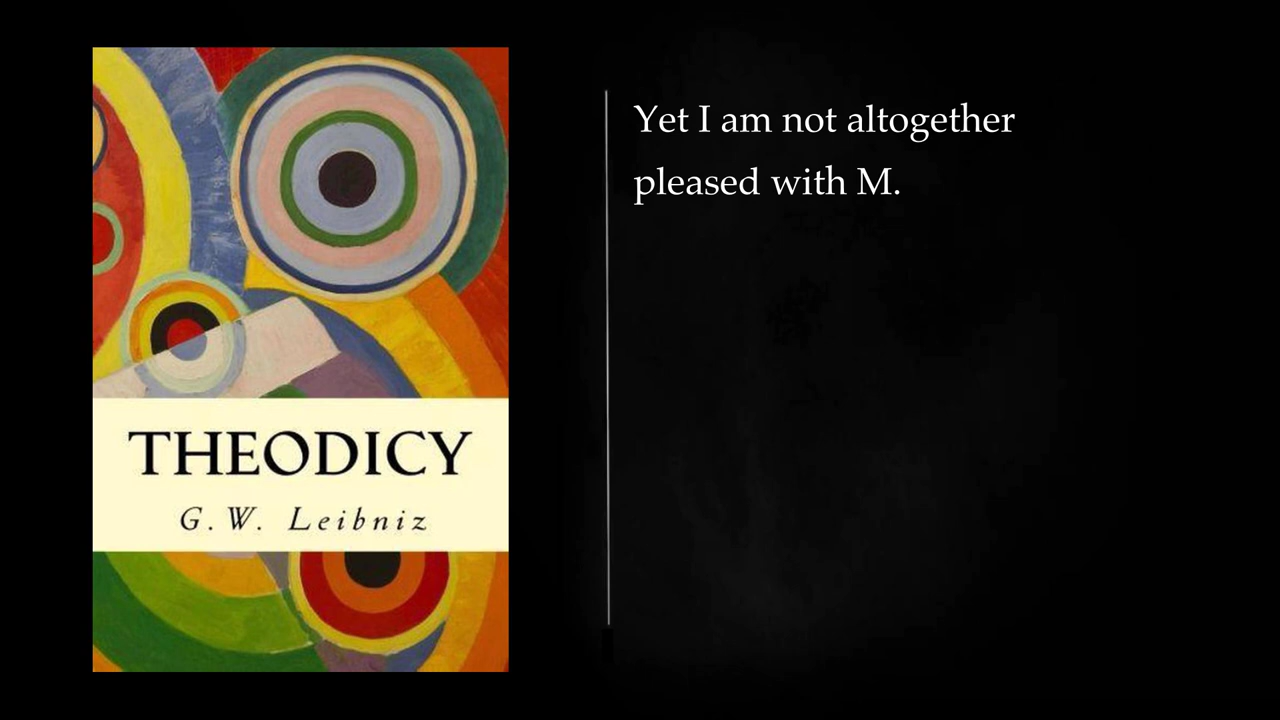 THEODICY
G. W. Leibniz
Yet I am not altogether
pleased with M.